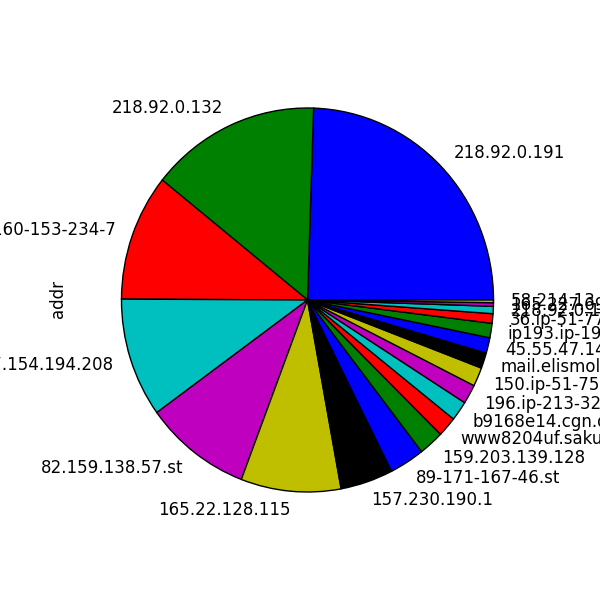 218.92.0.132
218.92.0.191
.60-153-234-7
addr
.154.194.208
82.159.138.57.st
165.22.128.115
157.230.190.1
89-171-167-46.st
159.203.139.128
www8204uf.saku
b9168e14.cgn.
196.ip-213-32
150.ip-51-75
mail.elismol
45.55.47.14
ip193.ip-19
36.ip-51-77